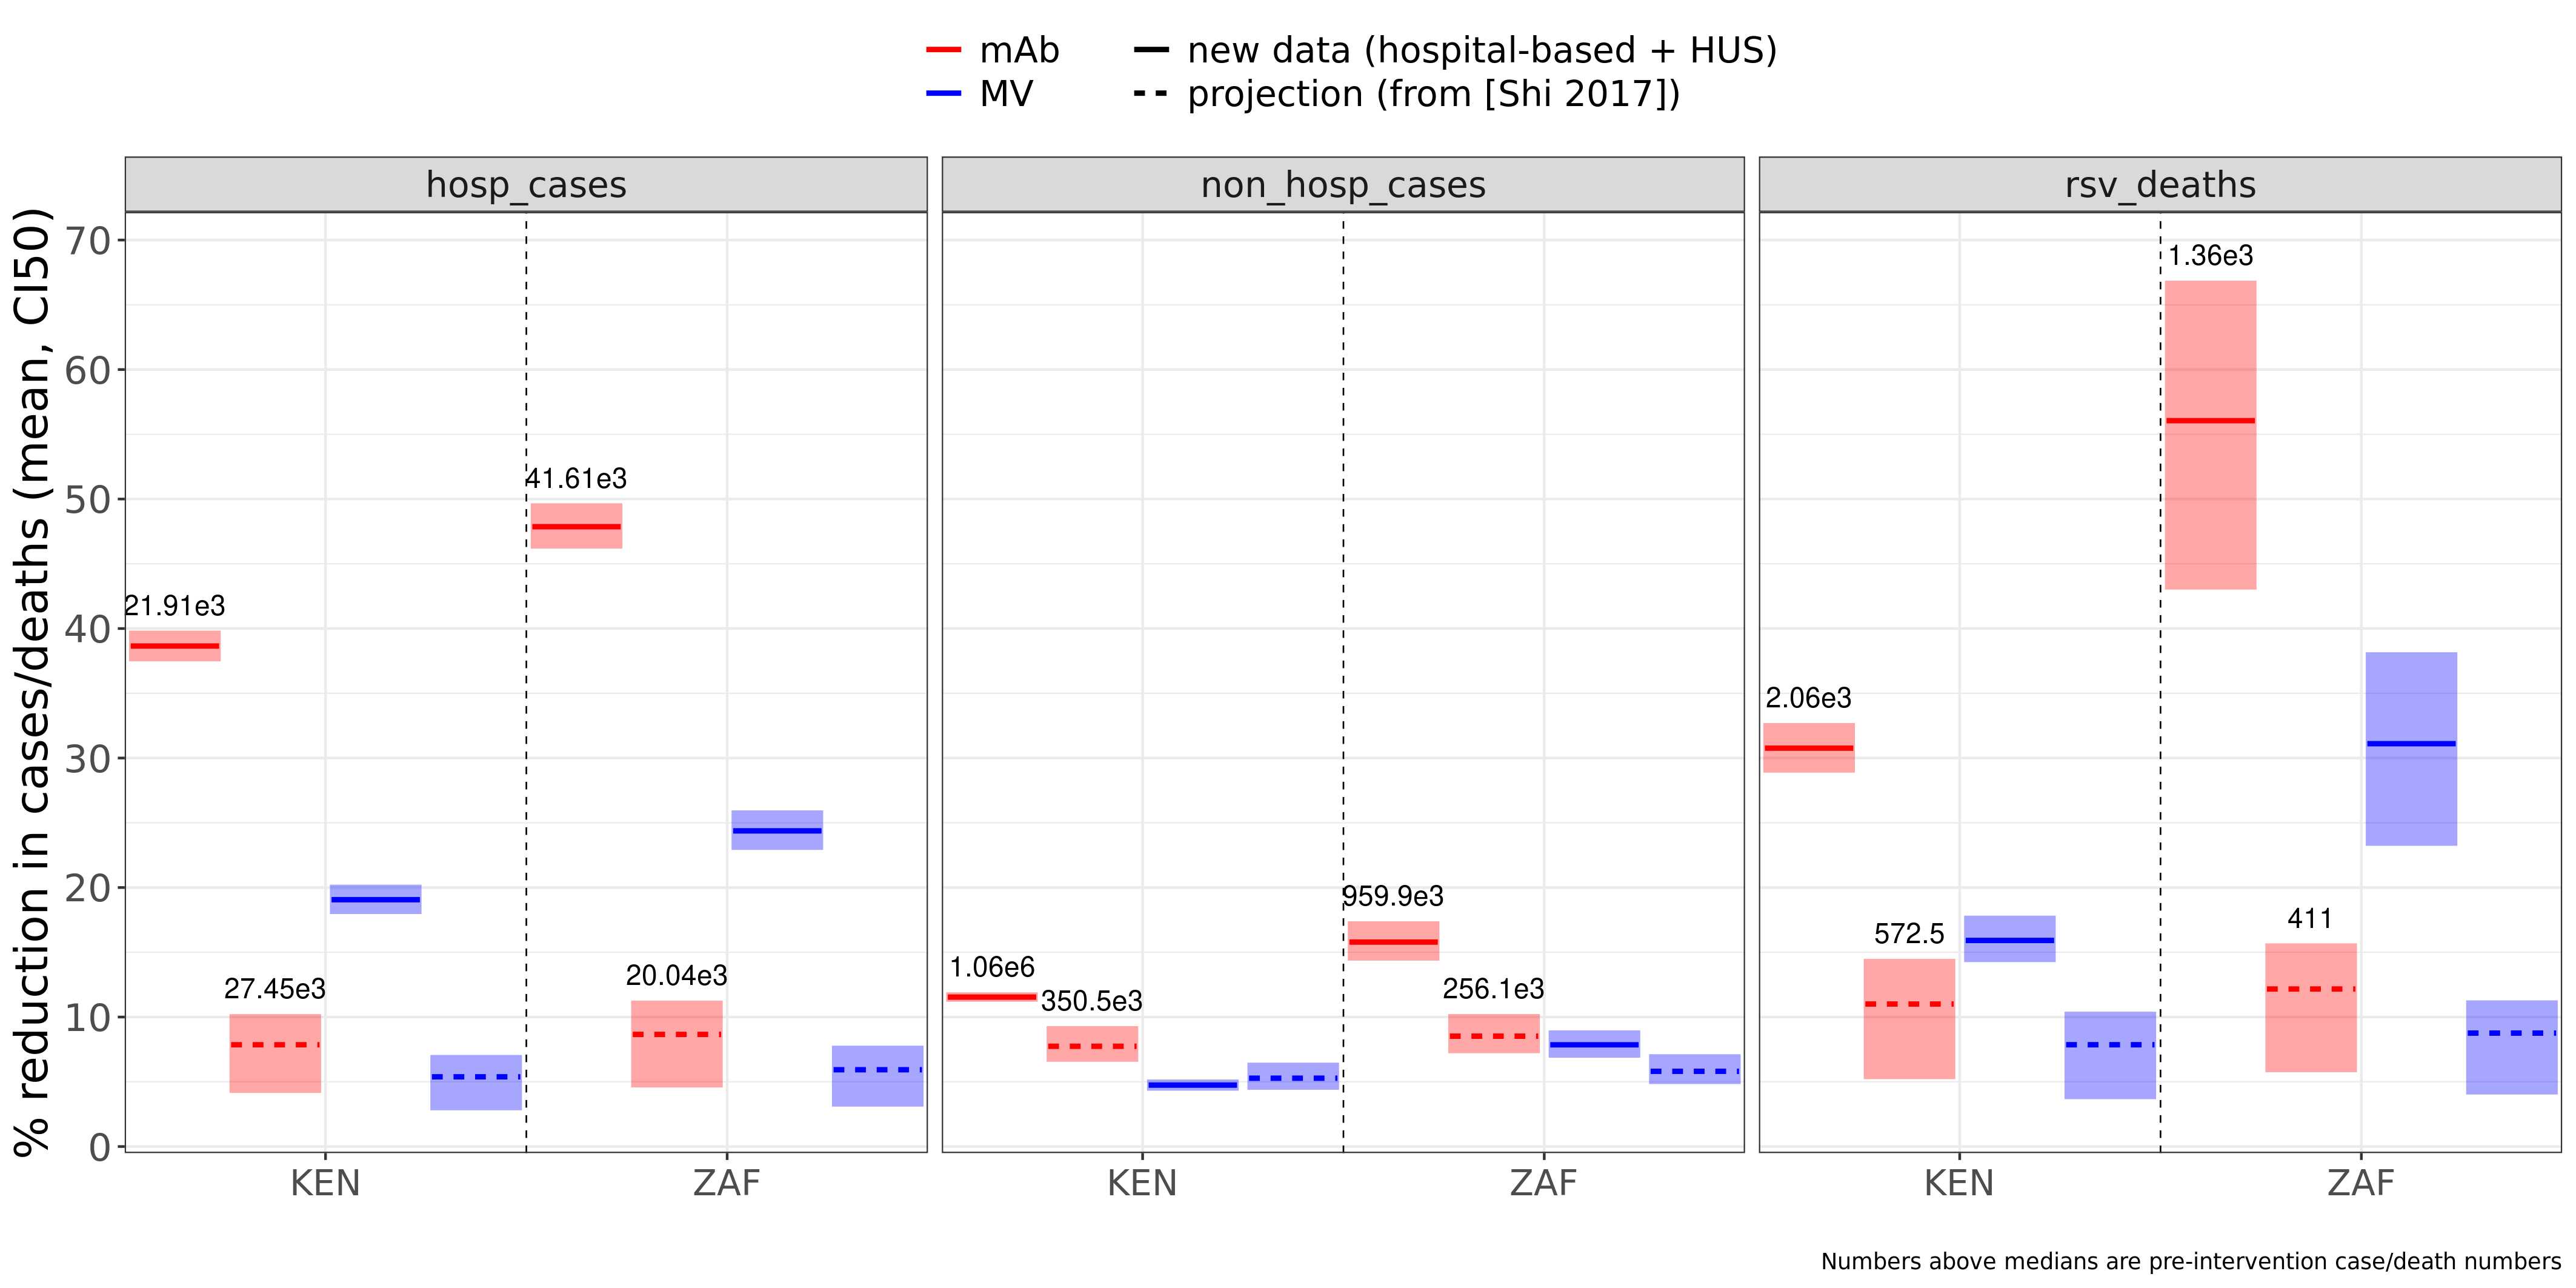 mAb
new data (hospital-based + HUS)
MV
projection (from [Shi 2017])
hosp_cases
non_hosp_cases
rsv_deaths
% reduction in cases/deaths (mean, CI50)
70
60
50
40
30
20
10
0
21.91e3
27.45e3
41.61e3
20.04e3
1.06e6
350.5e3
959.9e3
256.1e3
2.06e3
572.5
1.36e3
411
KEN
ZAF
KEN
ZAF
KEN
ZAF
Numbers above medians are pre-intervention case/death numbers